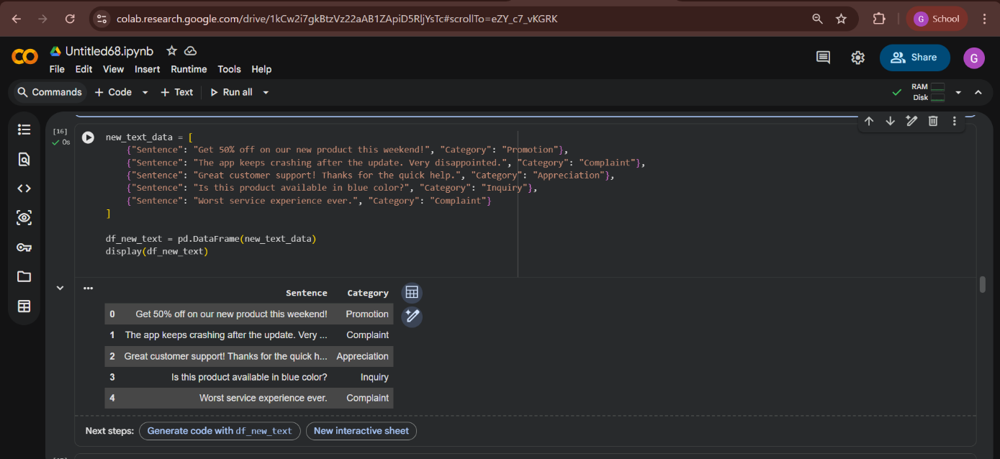 colab.research.google.com/drive/1kCw2i7gkBtzVz22aAB1ZApiD5RljYsTc#scrollTo=eZY_c7_vKGRK
G School
Untitled68.ipynb
File Edit View Insert Runtime Tools Help
Share
G
Commands + Code + Text Run all
RAM
Disk
[16]
0s
new_text_data = [
{"Sentence": "Get 50% off on our new product this weekend!", "Category": "Promotion"},
{"Sentence": "The app keeps crashing after the update. Very disappointed.", "Category": "Complaint"},
{"Sentence": "Great customer support! Thanks for the quick help.", "Category": "Appreciation"},
{"Sentence": "Is this product available in blue color?", "Category": "Inquiry"},
{"Sentence": "Worst service experience ever.", "Category": "Complaint"}
]
df_new_text = pd.DataFrame(new_text_data)
display(df_new_text)
Sentence Category
0 Get 50% off on our new product this weekend! Promotion
1 The app keeps crashing after the update. Very ... Complaint
2 Great customer support! Thanks for the quick h... Appreciation
3 Is this product available in blue color? Inquiry
4 Worst service experience ever. Complaint
Next steps: Generate code with df_new_text New interactive sheet